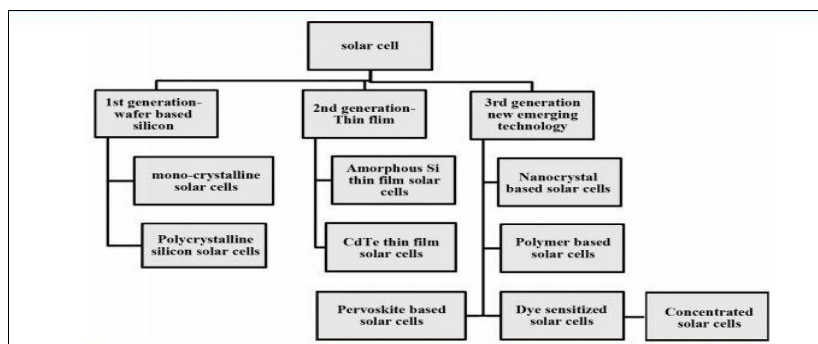 solar cell
1st generation-
wafer based
silicon
2nd generation-
Thin flim
3rd generation
new emerging
technology
mono-crystalline
solar cells
Amorphous Si
thin film solar
cells
Nanocrystal
based solar cells
Polycrystalline
silicon solar cells
CdTe thin film
solar cells
Polymer based
solar cells
Pervoskite based
solar cells
Dye sensitized
solar cells
Concentrated
solar cells